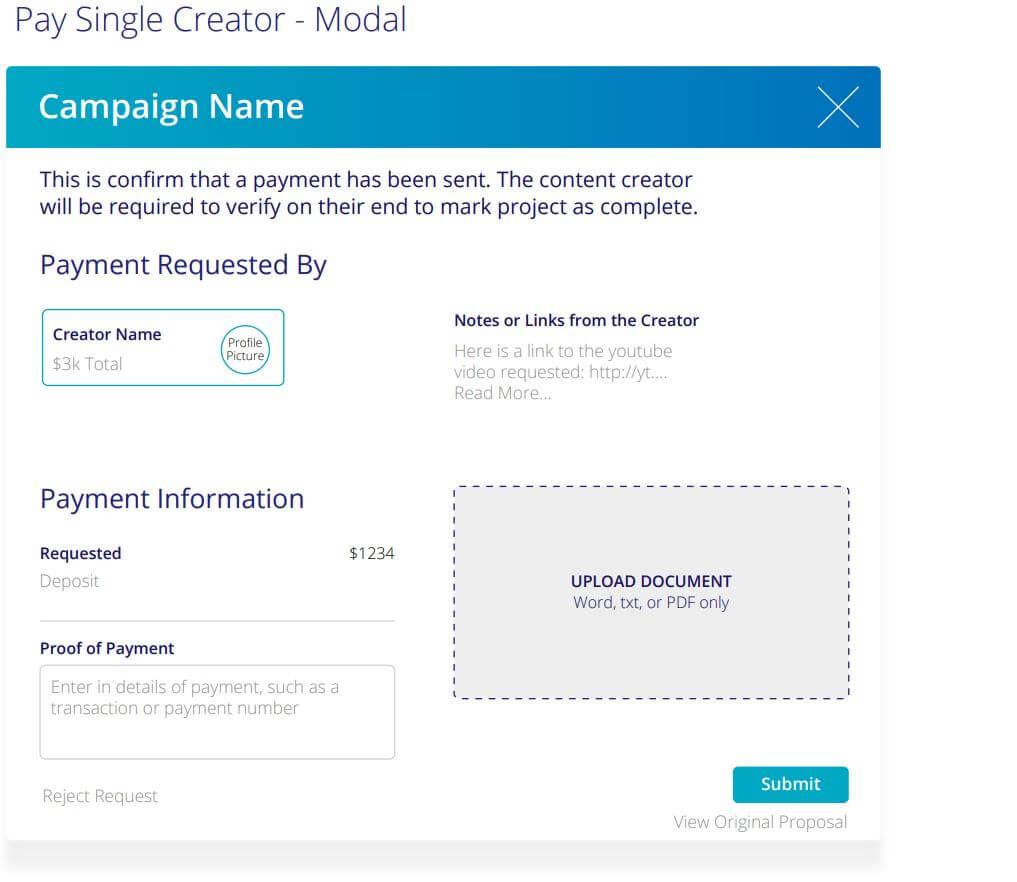 Pay Single Creator - Modal
Campaign Name
This is confirm that a payment has been sent. The content creator
will be required to verify on their end to mark project as complete.
Payment Requested By
Creator Name
$3k Total
Profile
Picture
Notes or Links from the Creator
Here is a link to the youtube
video requested: http://yt....
Read More...
Payment Information
Requested
$1234
Deposit
Proof of Payment
Enter in details of payment, such as a
transaction or payment number
UPLOAD DOCUMENT
Word, txt, or PDF only
Reject Request
Submit
View Original Proposal